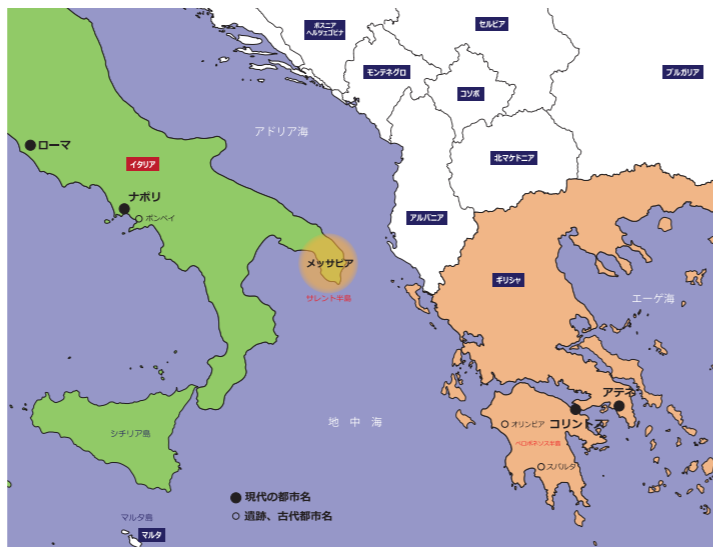 ボスニア
ヘルツェゴビナ
セルビア
モンテネグロ
コソボ
ブルガリア
アドリア海
ローマ
イタリア
北マケドニア
ナポリ
ポンペイ
アルバニア
メッサピア
ギリシャ
サレント半島
エーゲ海
アテネ
コリントス
オリンピア
地中海
シチリア島
ペロポネソス半島
スパルタ
現代の都市名
遺跡、古代都市名
マルタ島
マルタ